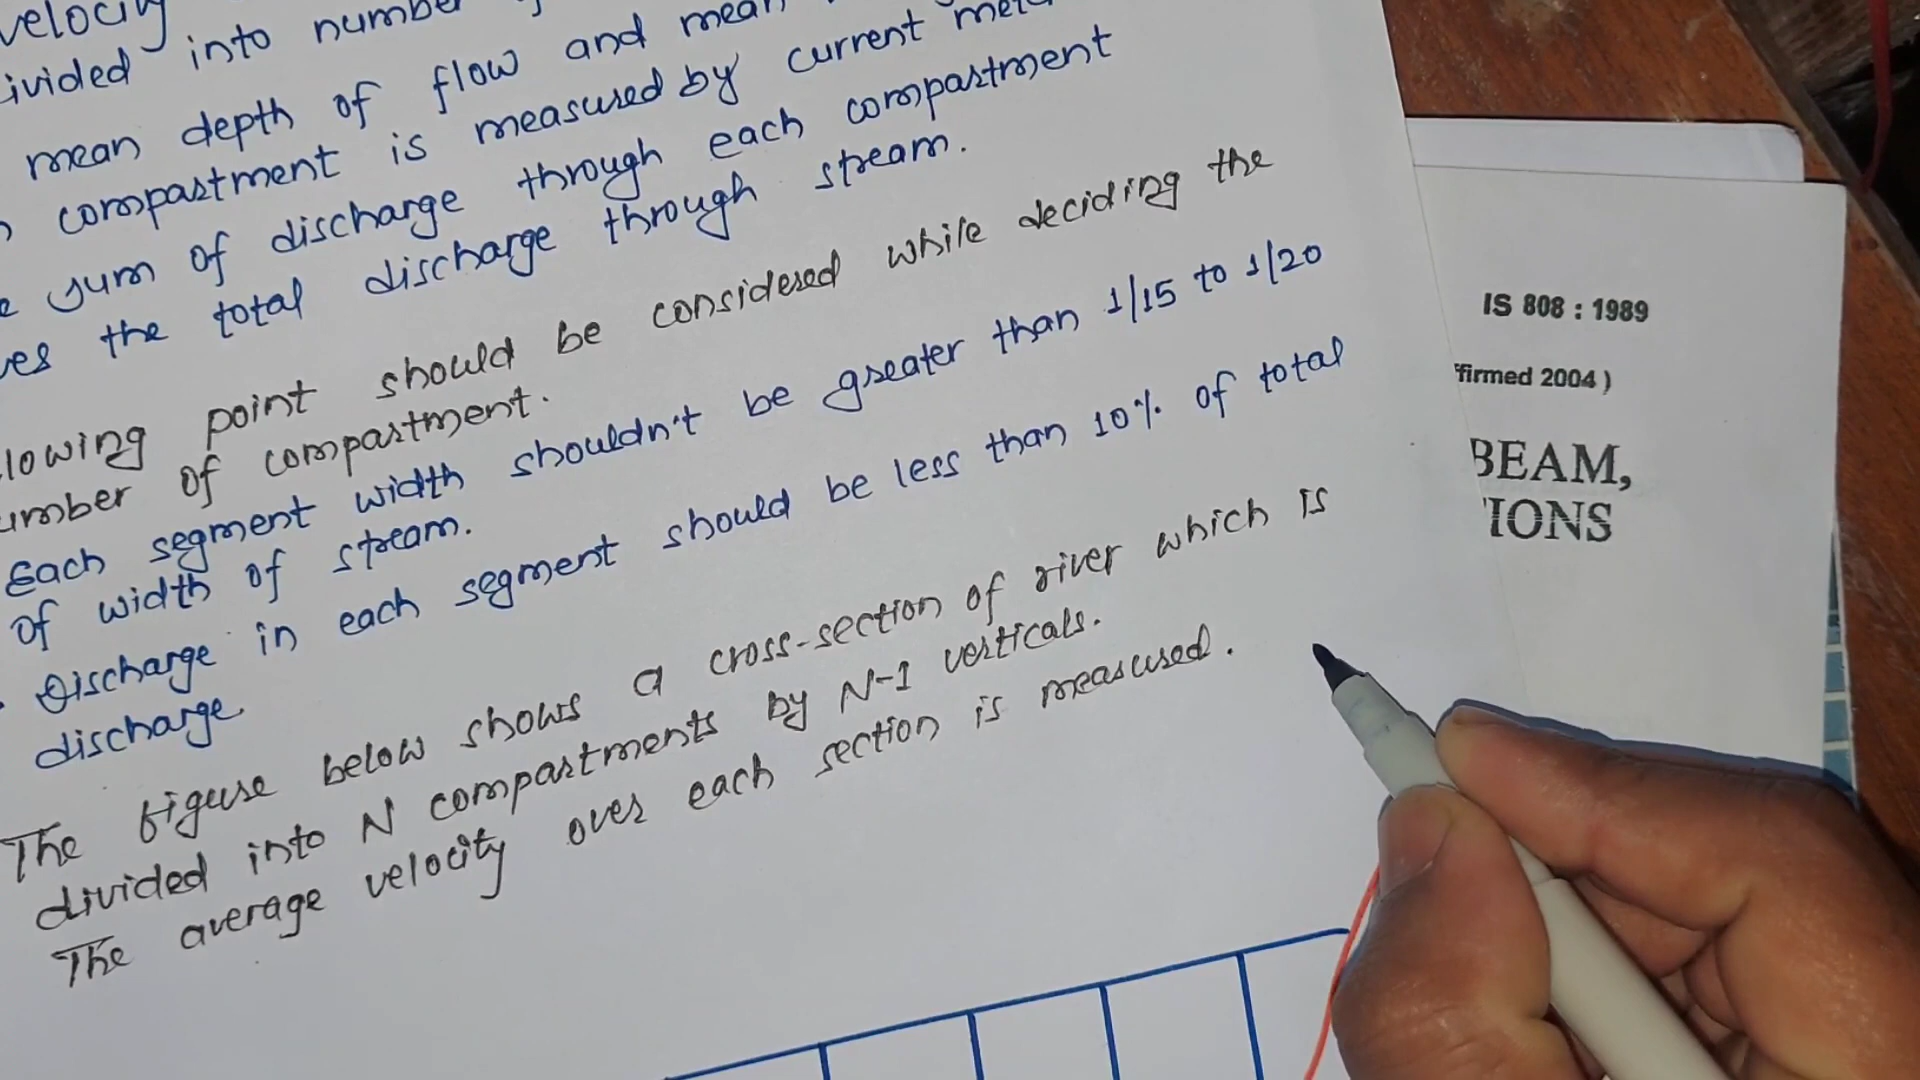 velocity
ivided into number
mean depth of flow and mean
compartment is measured by current
sum of discharge through each compartment
the total discharge through stream.
lowing point should be considered while deciding the
umber of compartment.
Each segment width shouldn't be greater than 1/15 to 1/20
of width of stream.
Discharge in each segment should be less than 10% of total
discharge
The figure below shows a cross-section of river which is
divided into N compartments by N-1 verticals.
The average velocity over each section is measured.
IS 808 : 1989
firmed 2004 )
BEAM,
TIONS